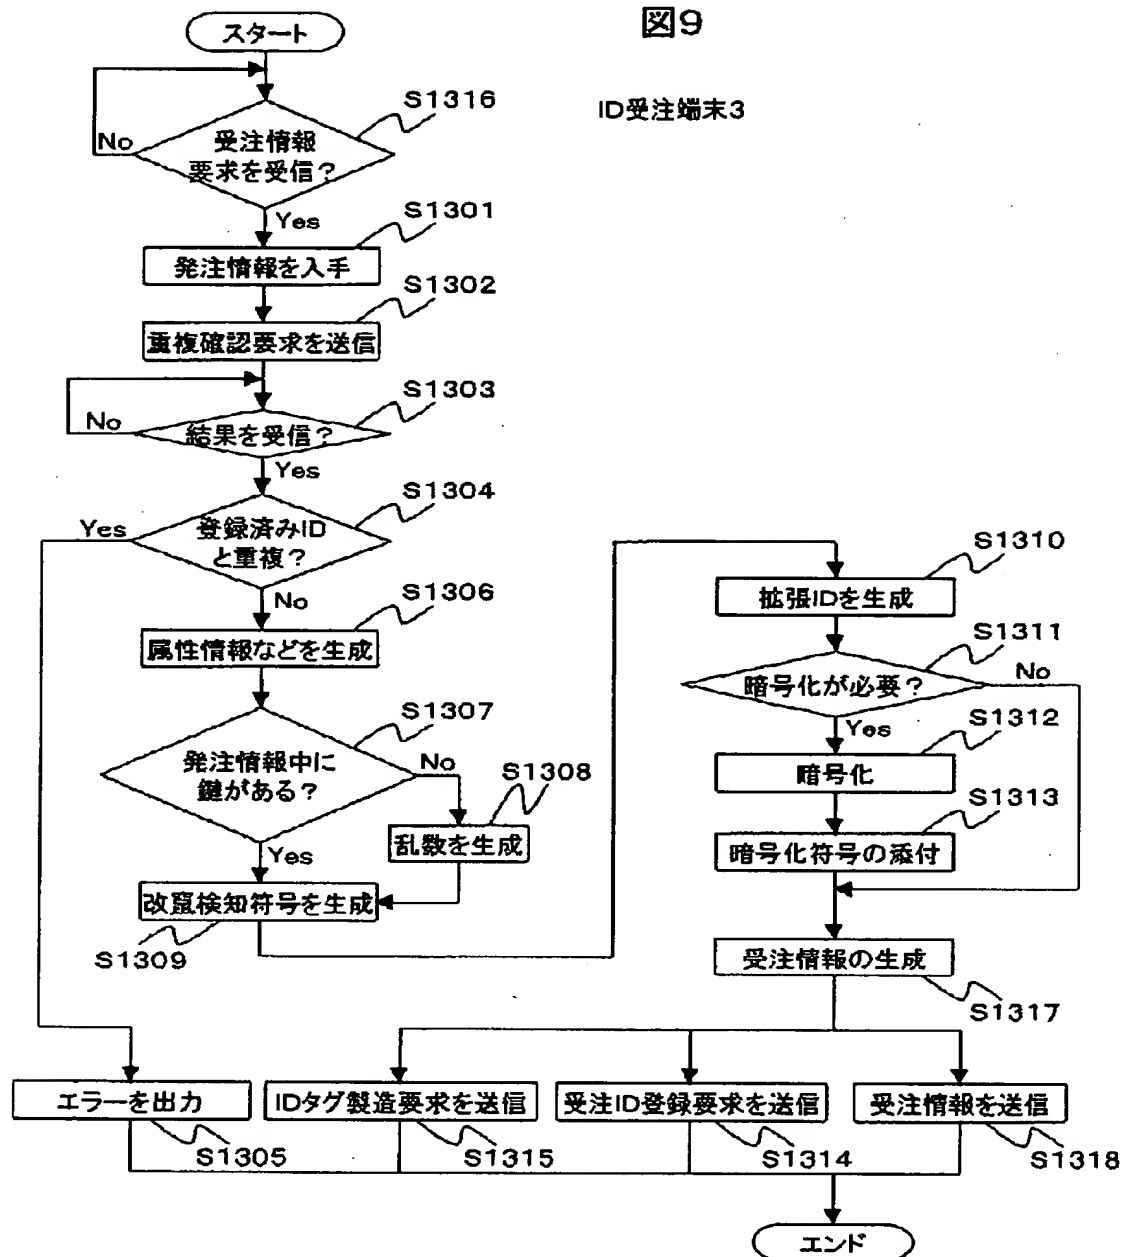 図9
ID受注端末3
スタート
S1316
受注情報
要求を受信？
No
Yes
S1301
発注情報を入手
S1302
重複確認要求を送信
S1303
結果を受信？
No
Yes
S1304
登録済みID
と重複？
Yes
No
S1306
属性情報などを生成
S1307
発注情報中に
鍵がある？
No
Yes
S1308
乱数を生成
改竄検知符号を生成
S1309
S1310
拡張IDを生成
S1311
暗号化が必要？
No
Yes
S1312
暗号化
S1313
暗号化符号の添付
受注情報の生成
S1317
エラーを出力
S1305
IDタグ製造要求を送信
S1315
受注ID登録要求を送信
S1314
受注情報を送信
S1318
エンド